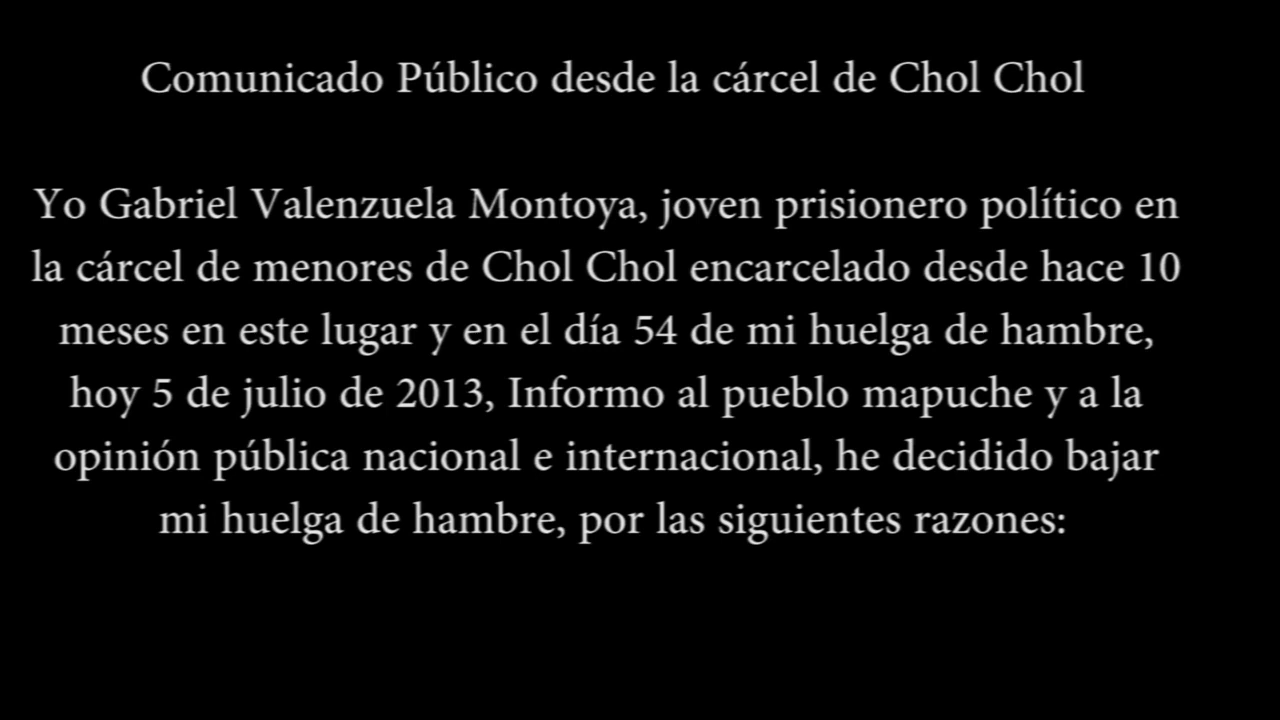 Comunicado Público desde la cárcel de Chol Chol
Yo Gabriel Valenzuela Montoya, joven prisionero político en
la cárcel de menores de Chol Chol encarcelado desde hace 10
meses en este lugar y en el día 54 de mi huelga de hambre,
hoy 5 de julio de 2013, Informo al pueblo mapuche y a la
opinión pública nacional e internacional, he decidido bajar
mi huelga de hambre, por las siguientes razones: